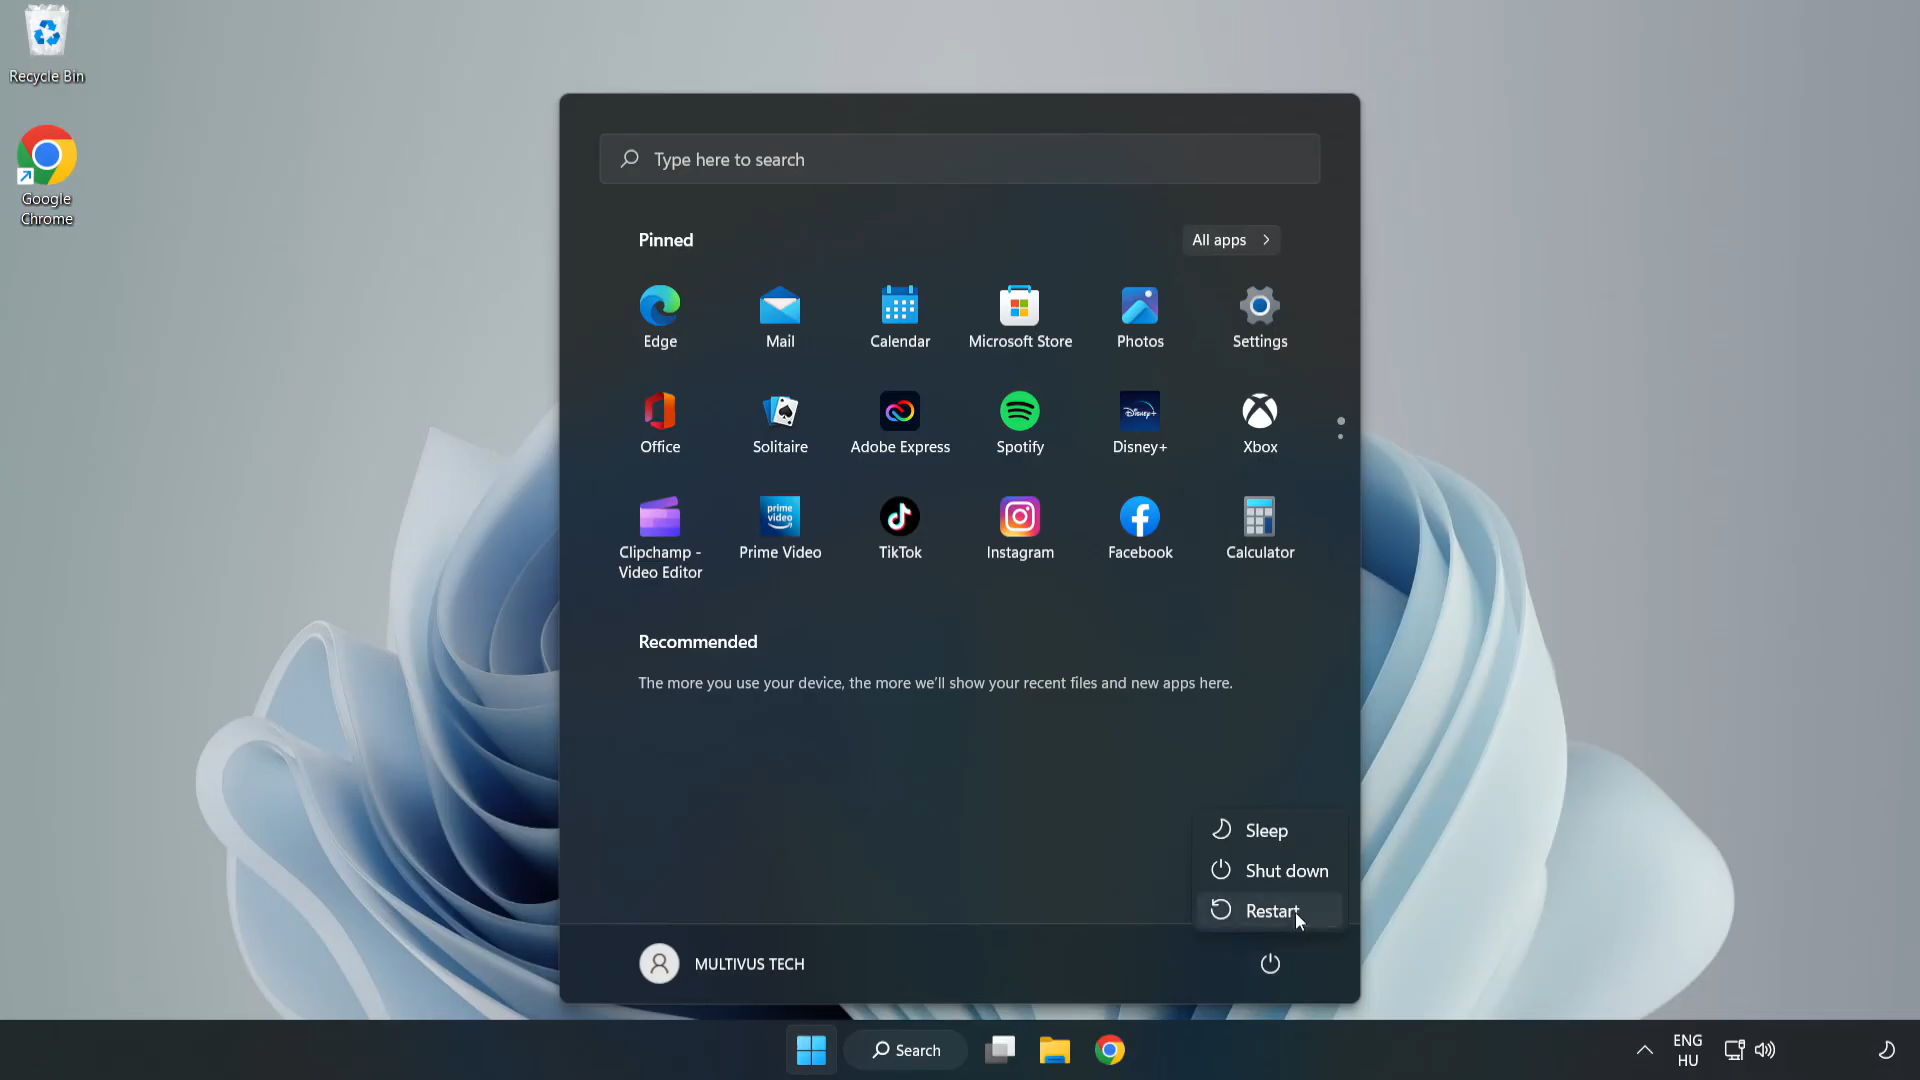 Recycle Bin
Google
Chrome
Type here to search
Pinned
All apps
Edge
Mail
Calendar
Microsoft Store
Photos
Settings
Office
Solitaire
Adobe Express
Spotify
Disney+
Xbox
Clipchamp -
Video Editor
prime
video
Prime Video
TikTok
Instagram
Facebook
Calculator
Recommended
The more you use your device, the more we'll show your recent files and new apps here.
Sleep
Shut down
Restart
MULTIVUS TECH
Search
ENG
HU